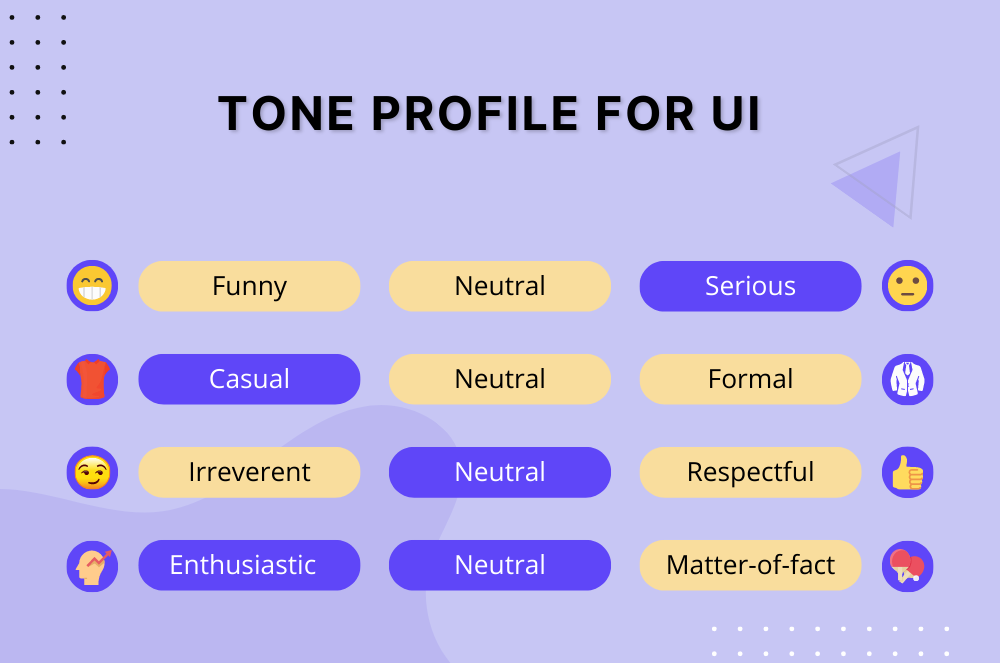 TONE PROFILE FOR UI
Funny Neutral Serious
Casual Neutral Formal
Irreverent Neutral Respectful
Enthusiastic Neutral Matter-of-fact